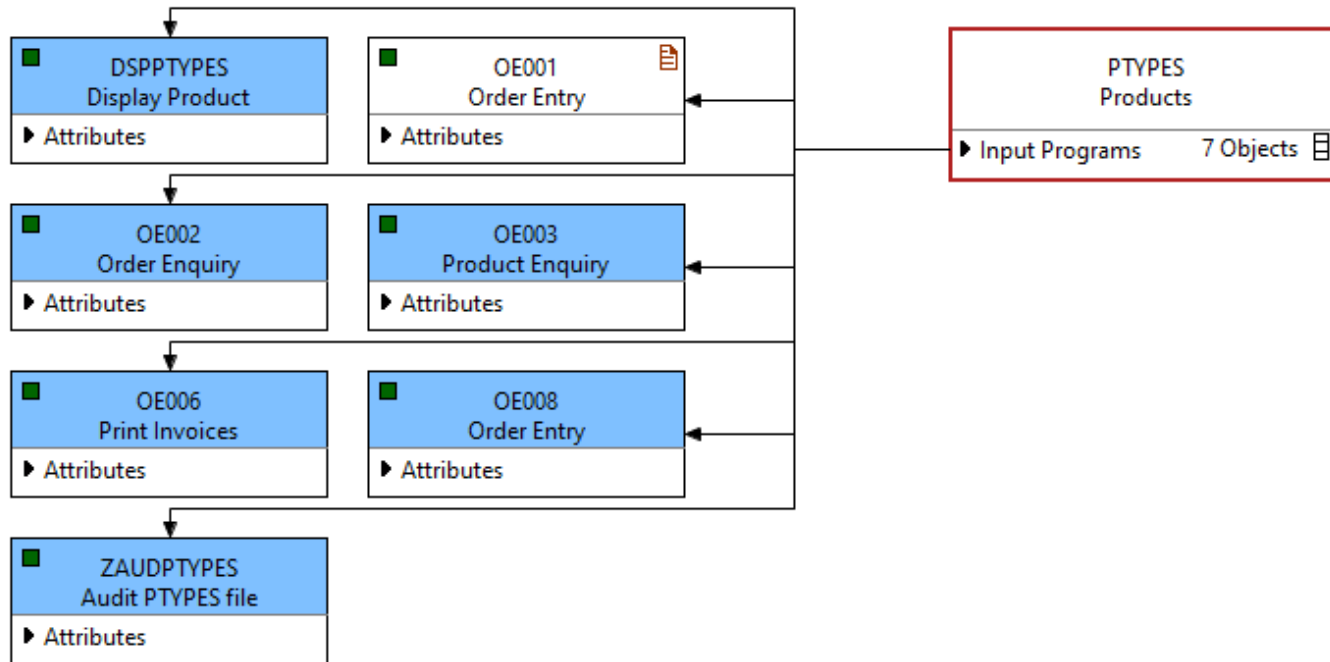 DSPPTYPES
Display Product
Attributes
OE001
Order Entry
Attributes
PTYPES
Products
Input Programs 7 Objects
OE002
Order Enquiry
Attributes
OE003
Product Enquiry
Attributes
OE006
Print Invoices
Attributes
OE008
Order Entry
Attributes
ZAUDPTYPES
Audit PTYPES file
Attributes